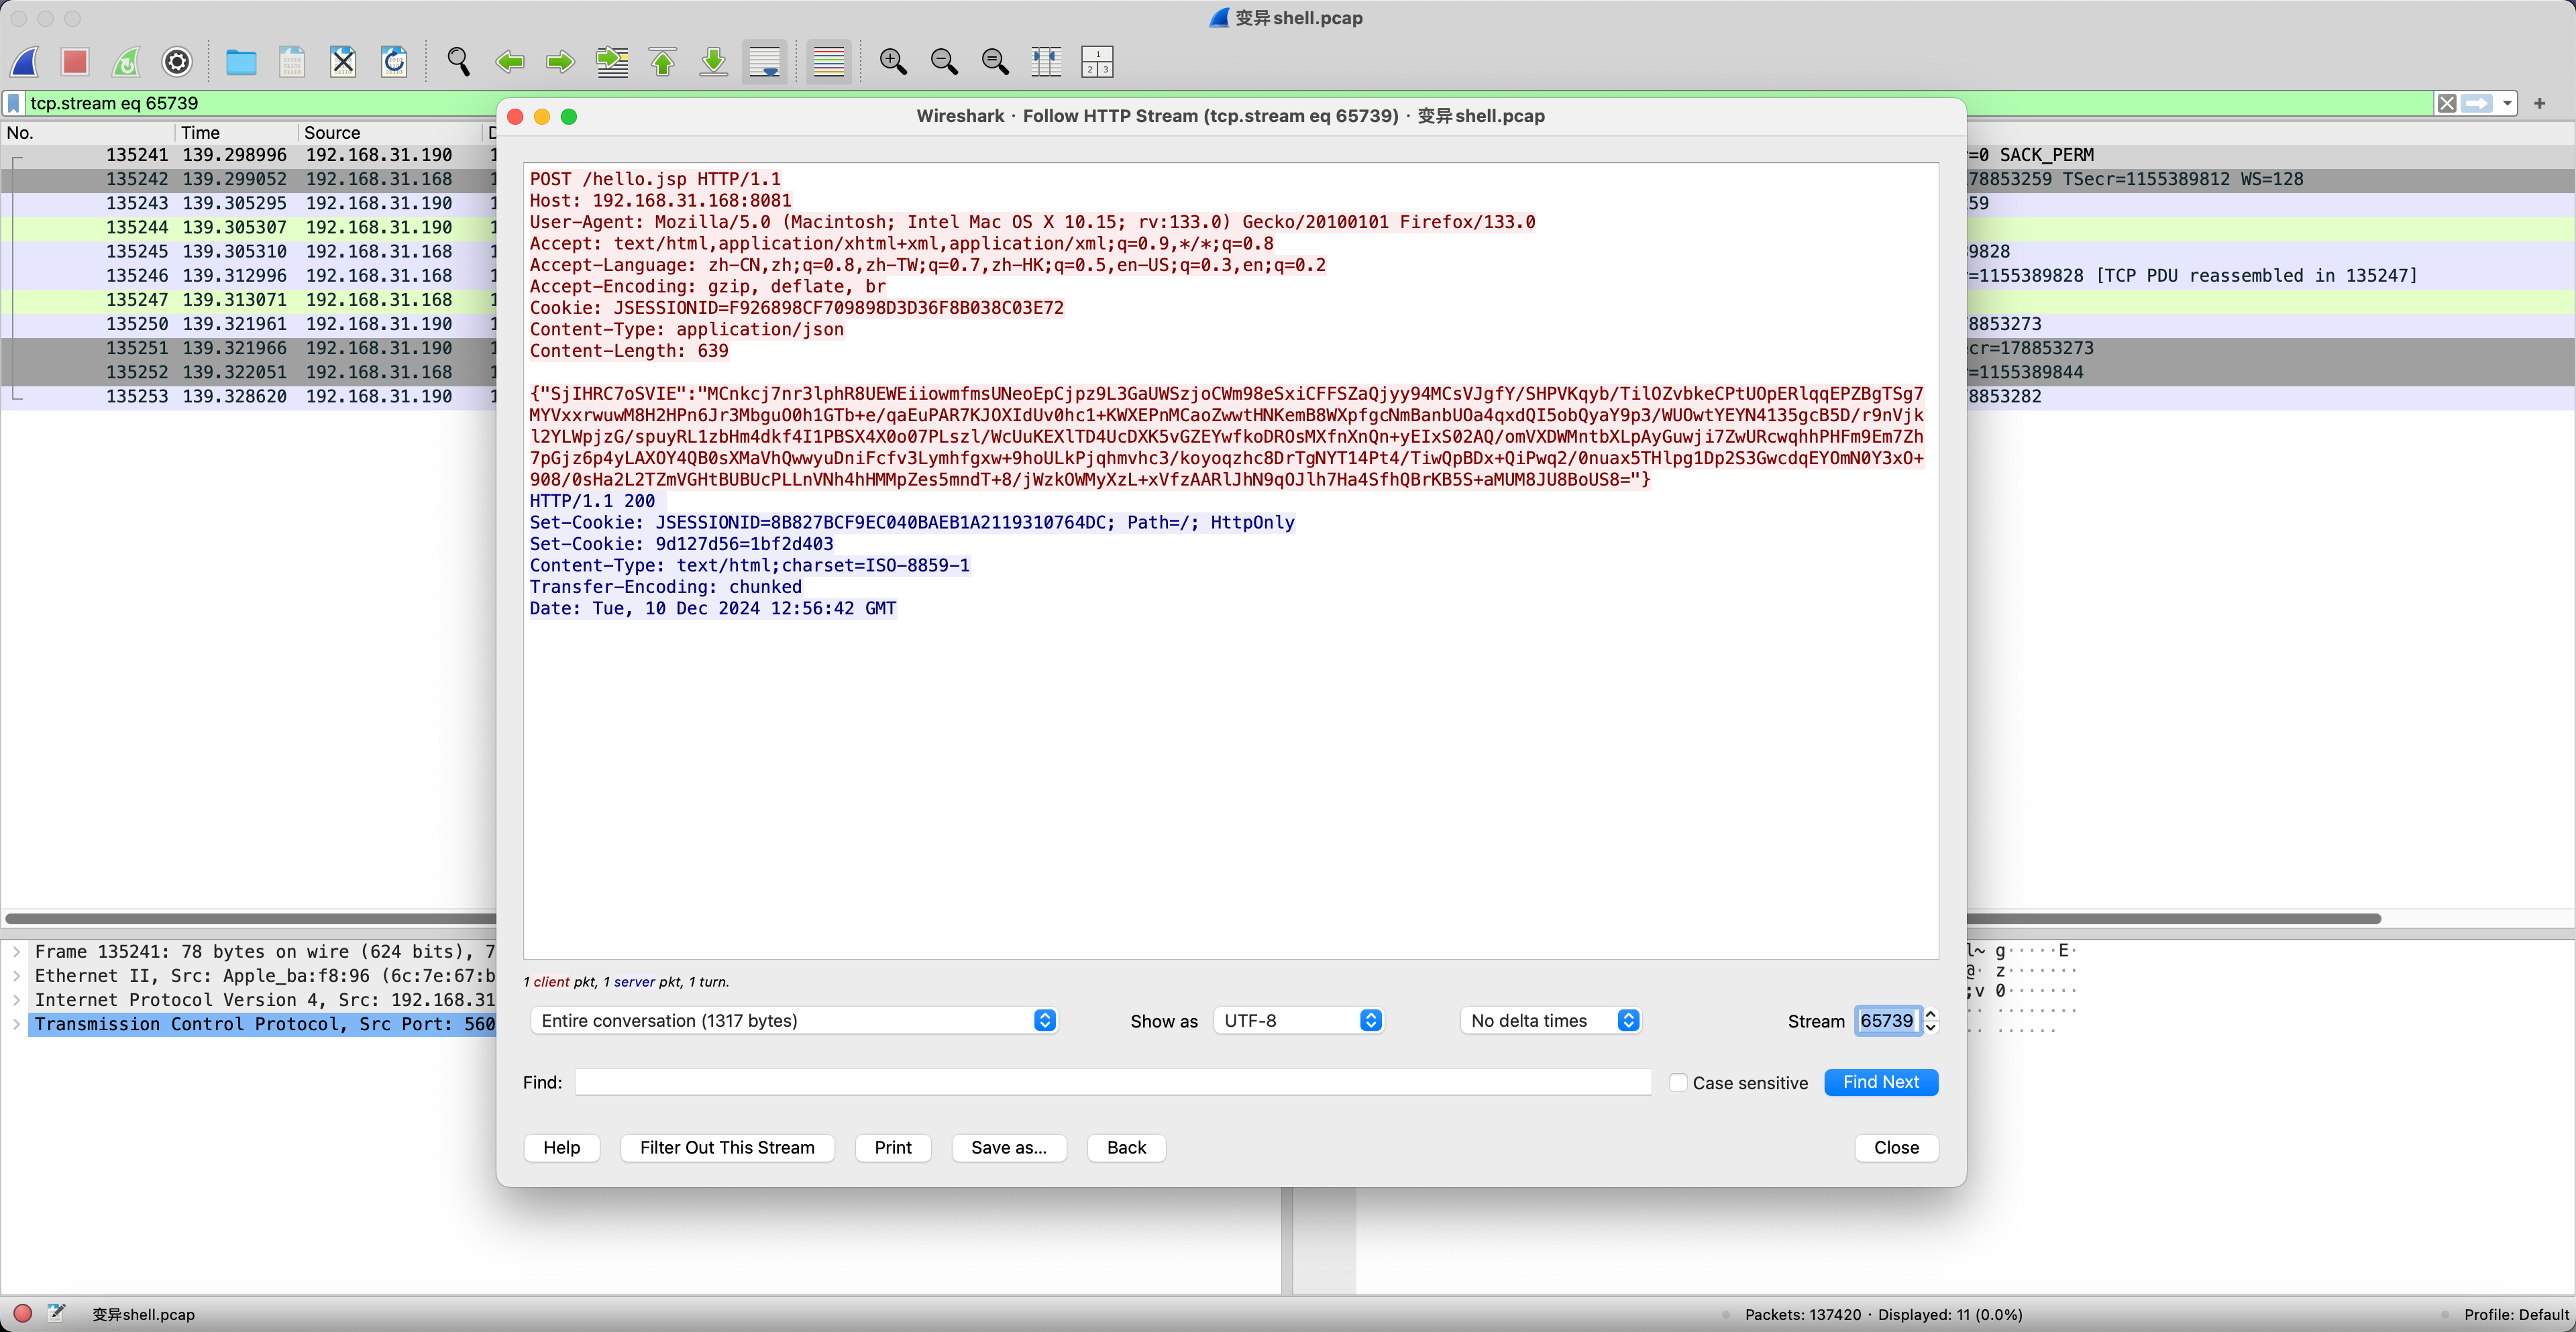 变异shell.pcap
tcp.stream eq 65739
Wireshark · Follow HTTP Stream (tcp.stream eq 65739) · 变异shell.pcap
No. Time Source D
135241 139.298996 192.168.31.190 1
135242 139.299052 192.168.31.168 1
135243 139.305295 192.168.31.190 1
135244 139.305307 192.168.31.190 1
135245 139.305310 192.168.31.168 1
135246 139.312996 192.168.31.168 1
135247 139.313071 192.168.31.168 1
135250 139.321961 192.168.31.190 1
135251 139.321966 192.168.31.190 1
135252 139.322051 192.168.31.168 1
135253 139.328620 192.168.31.190 1
=0 SACK_PERM
78853259 TSecr=1155389812 WS=128
59
9828
=1155389828 [TCP PDU reassembled in 135247]
8853273
cr=178853273
=1155389844
8853282
POST /hello.jsp HTTP/1.1
Host: 192.168.31.168:8081
User-Agent: Mozilla/5.0 (Macintosh; Intel Mac OS X 10.15; rv:133.0) Gecko/20100101 Firefox/133.0
Accept: text/html,application/xhtml+xml,application/xml;q=0.9,*/*;q=0.8
Accept-Language: zh-CN,zh;q=0.8,zh-TW;q=0.7,zh-HK;q=0.5,en-US;q=0.3,en;q=0.2
Accept-Encoding: gzip, deflate, br
Cookie: JSESSIONID=F926898CF709898D3D36F8B038C03E72
Content-Type: application/json
Content-Length: 639
{"SjIHRC7oSVIE":"MCnkcj7nr3lphR8UEWEiiowmfmsUNeoEpCjpz9L3GaUWSzjoCWm98eSxiCFFSZaQjyy94MCsVJgfY/SHPVKqyb/TilOZvbkeCPtUOpERlqqEPZBgTSg7
MYVxxrwuwM8H2HPn6Jr3MbguO0h1GTb+e/qaEuPAR7KJOXIdUv0hc1+KWXEPnMCaoZwwtHNKemB8WXpfgcNmBanbUOa4qxdQI5obQyaY9p3/WUOwtYEYN4135gcB5D/r9nVjk
l2YLWpjzG/spuyRL1zbHm4dkf4I1PBSX4X0o07PLszl/WcUuKEXlTD4UcDXK5vGZEYwfkoDROsMXfnXnQn+yEIxS02AQ/omVXDWMntbXLpAyGuwji7ZwURcwqhhPHFm9Em7Zh
7pGjz6p4yLAXOY4QB0sXMaVhQwwyuDniFcfv3Lymhfgxw+9hoULkPjqhmvhc3/koyoqzhc8DrTgNYT14Pt4/TiwQpBDx+QiPwq2/0nuax5THlpg1Dp2S3GwcdqEYOmN0Y3xO+
908/0sHa2L2TZmVGHtBUBUcPLLnVNh4hHMMpZes5mndT+8/jWzkOWMyXzL+xVfzAARlJhN9qOJlh7Ha4SfhQBrKB5S+aMUM8JU8BoUS8="}
HTTP/1.1 200
Set-Cookie: JSESSIONID=8B827BCF9EC040BAEB1A2119310764DC; Path=/; HttpOnly
Set-Cookie: 9d127d56=1bf2d403
Content-Type: text/html;charset=ISO-8859-1
Transfer-Encoding: chunked
Date: Tue, 10 Dec 2024 12:56:42 GMT
1 client pkt, 1 server pkt, 1 turn.
Entire conversation (1317 bytes) Show as UTF-8 No delta times Stream 65739
Find: Case sensitive Find Next
Help Filter Out This Stream Print Save as... Back Close
Frame 135241: 78 bytes on wire (624 bits), 7
Ethernet II, Src: Apple_ba:f8:96 (6c:7e:67:b
Internet Protocol Version 4, Src: 192.168.31
Transmission Control Protocol, Src Port: 560
l~ g·····E·
@· z·······
;v 0·······
变异shell.pcap Packets: 137420 · Displayed: 11 (0.0%) Profile: Default